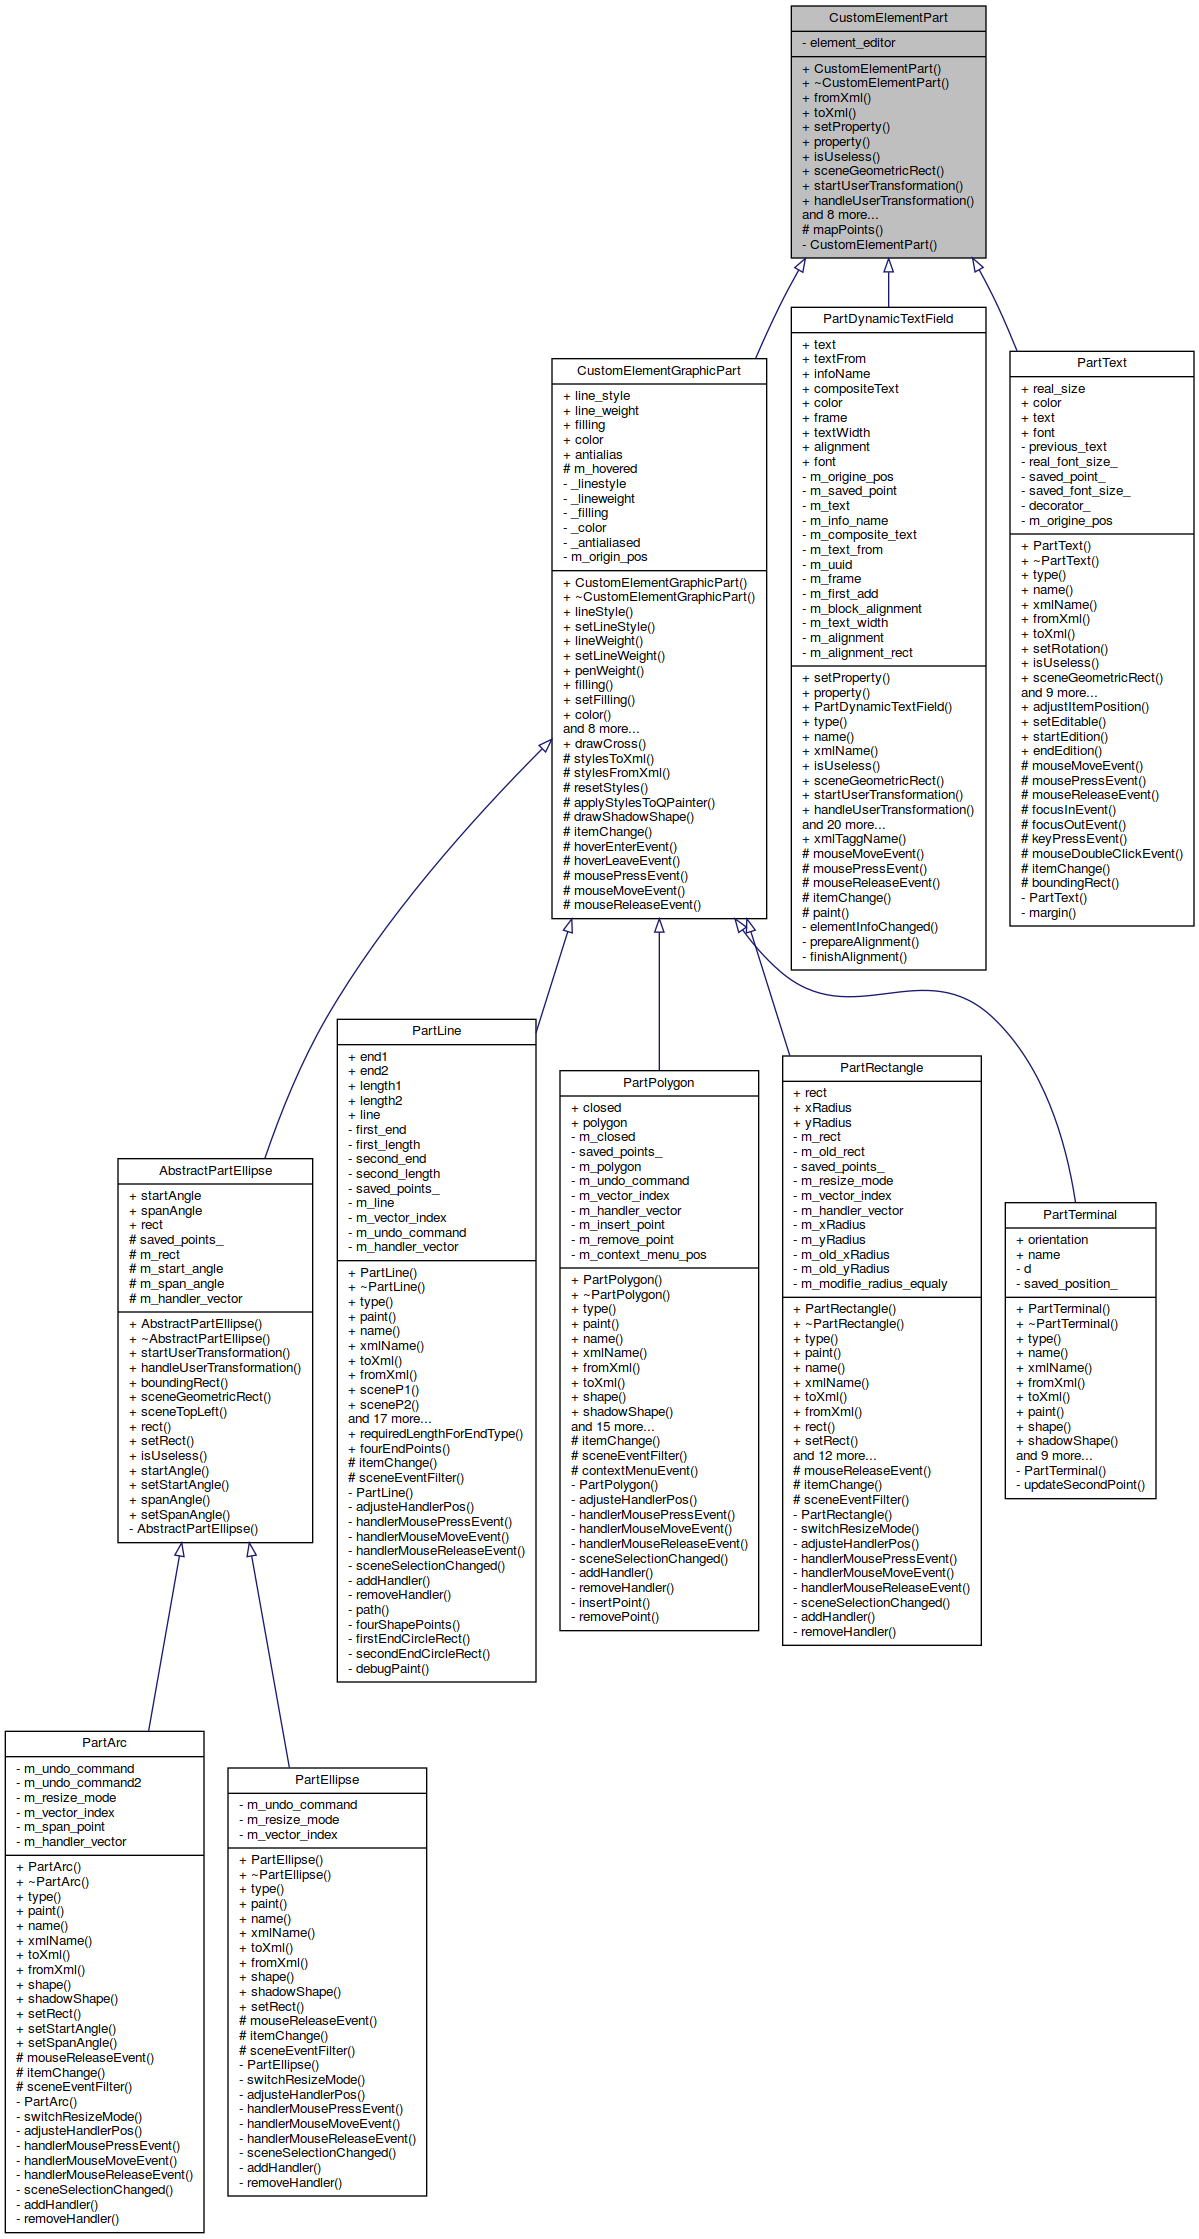 CustomElementPart
- element_editor
+ CustomElementPart()
+ ~CustomElementPart()
+ fromXml()
+ toXml()
+ setProperty()
+ property()
+ isUseless()
+ sceneGeometricRect()
+ startUserTransformation()
+ handleUserTransformation()
and 8 more...
# mapPoints()
- CustomElementPart()
CustomElementGraphicPart
+ line_style
+ line_weight
+ filling
+ color
+ antialias
# m_hovered
- _linestyle
- _lineweight
- _filling
- _color
- _antialiased
- m_origin_pos
+ CustomElementGraphicPart()
+ ~CustomElementGraphicPart()
+ lineStyle()
+ setLineStyle()
+ lineWeight()
+ setLineWeight()
+ penWeight()
+ filling()
+ setFilling()
+ color()
and 8 more...
+ drawCross()
# stylesToXml()
# stylesFromXml()
# resetStyles()
# applyStylesToQPainter()
# drawShadowShape()
# itemChange()
# hoverEnterEvent()
# hoverLeaveEvent()
# mousePressEvent()
# mouseMoveEvent()
# mouseReleaseEvent()
PartDynamicTextField
+ text
+ textFrom
+ infoName
+ compositeText
+ color
+ frame
+ textWidth
+ alignment
+ font
- m_origine_pos
- m_saved_point
- m_text
- m_info_name
- m_composite_text
- m_text_from
- m_uuid
- m_frame
- m_first_add
- m_block_alignment
- m_text_width
- m_alignment
- m_alignment_rect
+ setProperty()
+ property()
+ PartDynamicTextField()
+ type()
+ name()
+ xmlName()
+ isUseless()
+ sceneGeometricRect()
+ startUserTransformation()
+ handleUserTransformation()
and 20 more...
+ xmlTaggName()
# mouseMoveEvent()
# mousePressEvent()
# mouseReleaseEvent()
# itemChange()
# paint()
- elementInfoChanged()
- prepareAlignment()
- finishAlignment()
PartText
+ real_size
+ color
+ text
+ font
- previous_text
- real_font_size_
- saved_point_
- saved_font_size_
- decorator_
- m_origine_pos
+ PartText()
+ ~PartText()
+ type()
+ name()
+ xmlName()
+ fromXml()
+ toXml()
+ setRotation()
+ isUseless()
+ sceneGeometricRect()
and 9 more...
+ adjustItemPosition()
+ setEditable()
+ startEdition()
+ endEdition()
# mouseMoveEvent()
# mousePressEvent()
# mouseReleaseEvent()
# focusInEvent()
# focusOutEvent()
# keyPressEvent()
# mouseDoubleClickEvent()
# itemChange()
# boundingRect()
- PartText()
- margin()
AbstractPartEllipse
+ startAngle
+ spanAngle
+ rect
# saved_points_
# m_rect
# m_start_angle
# m_span_angle
# m_handler_vector
+ AbstractPartEllipse()
+ ~AbstractPartEllipse()
+ startUserTransformation()
+ handleUserTransformation()
+ boundingRect()
+ sceneGeometricRect()
+ sceneTopLeft()
+ rect()
+ setRect()
+ isUseless()
+ startAngle()
+ setStartAngle()
+ spanAngle()
+ setSpanAngle()
- AbstractPartEllipse()
PartLine
+ end1
+ end2
+ length1
+ length2
+ line
- first_end
- first_length
- second_end
- second_length
- saved_points_
- m_line
- m_vector_index
- m_undo_command
- m_handler_vector
+ PartLine()
+ ~PartLine()
+ type()
+ paint()
+ name()
+ xmlName()
+ toXml()
+ fromXml()
+ sceneP1()
+ sceneP2()
and 17 more...
+ requiredLengthForEndType()
+ fourEndPoints()
# itemChange()
# sceneEventFilter()
- PartLine()
- adjusteHandlerPos()
- handlerMousePressEvent()
- handlerMouseMoveEvent()
- handlerMouseReleaseEvent()
- sceneSelectionChanged()
- addHandler()
- removeHandler()
- path()
- fourShapePoints()
- firstEndCircleRect()
- secondEndCircleRect()
- debugPaint()
PartPolygon
+ closed
+ polygon
- m_closed
- saved_points_
- m_polygon
- m_undo_command
- m_vector_index
- m_handler_vector
- m_insert_point
- m_remove_point
- m_context_menu_pos
+ PartPolygon()
+ ~PartPolygon()
+ type()
+ paint()
+ name()
+ xmlName()
+ fromXml()
+ toXml()
+ shape()
+ shadowShape()
and 15 more...
# itemChange()
# sceneEventFilter()
# contextMenuEvent()
- PartPolygon()
- adjusteHandlerPos()
- handlerMousePressEvent()
- handlerMouseMoveEvent()
- handlerMouseReleaseEvent()
- sceneSelectionChanged()
- addHandler()
- removeHandler()
- insertPoint()
- removePoint()
PartRectangle
+ rect
+ xRadius
+ yRadius
- m_rect
- m_old_rect
- saved_points_
- m_resize_mode
- m_vector_index
- m_handler_vector
- m_xRadius
- m_yRadius
- m_old_xRadius
- m_old_yRadius
- m_modifie_radius_equaly
+ PartRectangle()
+ ~PartRectangle()
+ type()
+ paint()
+ name()
+ xmlName()
+ toXml()
+ fromXml()
+ rect()
+ setRect()
and 12 more...
# mouseReleaseEvent()
# itemChange()
# sceneEventFilter()
- PartRectangle()
- switchResizeMode()
- adjusteHandlerPos()
- handlerMousePressEvent()
- handlerMouseMoveEvent()
- handlerMouseReleaseEvent()
- sceneSelectionChanged()
- addHandler()
- removeHandler()
PartTerminal
+ orientation
+ name
- d
- saved_position_
+ PartTerminal()
+ ~PartTerminal()
+ type()
+ name()
+ xmlName()
+ fromXml()
+ toXml()
+ paint()
+ shape()
+ shadowShape()
and 9 more...
- PartTerminal()
- updateSecondPoint()
PartArc
- m_undo_command
- m_undo_command2
- m_resize_mode
- m_vector_index
- m_span_point
- m_handler_vector
+ PartArc()
+ ~PartArc()
+ type()
+ paint()
+ name()
+ xmlName()
+ toXml()
+ fromXml()
+ shape()
+ shadowShape()
+ setRect()
+ setStartAngle()
+ setSpanAngle()
# mouseReleaseEvent()
# itemChange()
# sceneEventFilter()
- PartArc()
- switchResizeMode()
- adjusteHandlerPos()
- handlerMousePressEvent()
- handlerMouseMoveEvent()
- handlerMouseReleaseEvent()
- sceneSelectionChanged()
- addHandler()
- removeHandler()
PartEllipse
- m_undo_command
- m_resize_mode
- m_vector_index
+ PartEllipse()
+ ~PartEllipse()
+ type()
+ paint()
+ name()
+ xmlName()
+ toXml()
+ fromXml()
+ shape()
+ shadowShape()
+ setRect()
# mouseReleaseEvent()
# itemChange()
# sceneEventFilter()
- PartEllipse()
- switchResizeMode()
- adjusteHandlerPos()
- handlerMousePressEvent()
- handlerMouseMoveEvent()
- handlerMouseReleaseEvent()
- sceneSelectionChanged()
- addHandler()
- removeHandler()